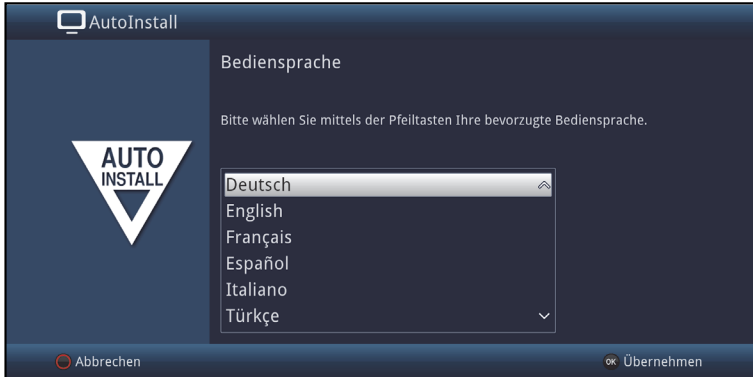 AutoInstall
Bediensprache
Bitte wählen Sie mittels der Pfeiltasten Ihre bevorzugte Bediensprache.
AUTO
INSTALL
Deutsch
English
Français
Español
Italiano
Türkçe
Abbrechen
OK Übernehmen